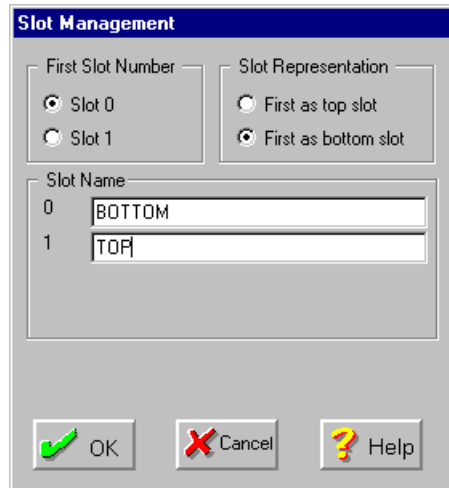 Slot Management
First Slot Number
Slot 0
Slot 1
Slot Representation
First as top slot
First as bottom slot
Slot Name
0 BOTTOM
1 TOP
OK Cancel Help